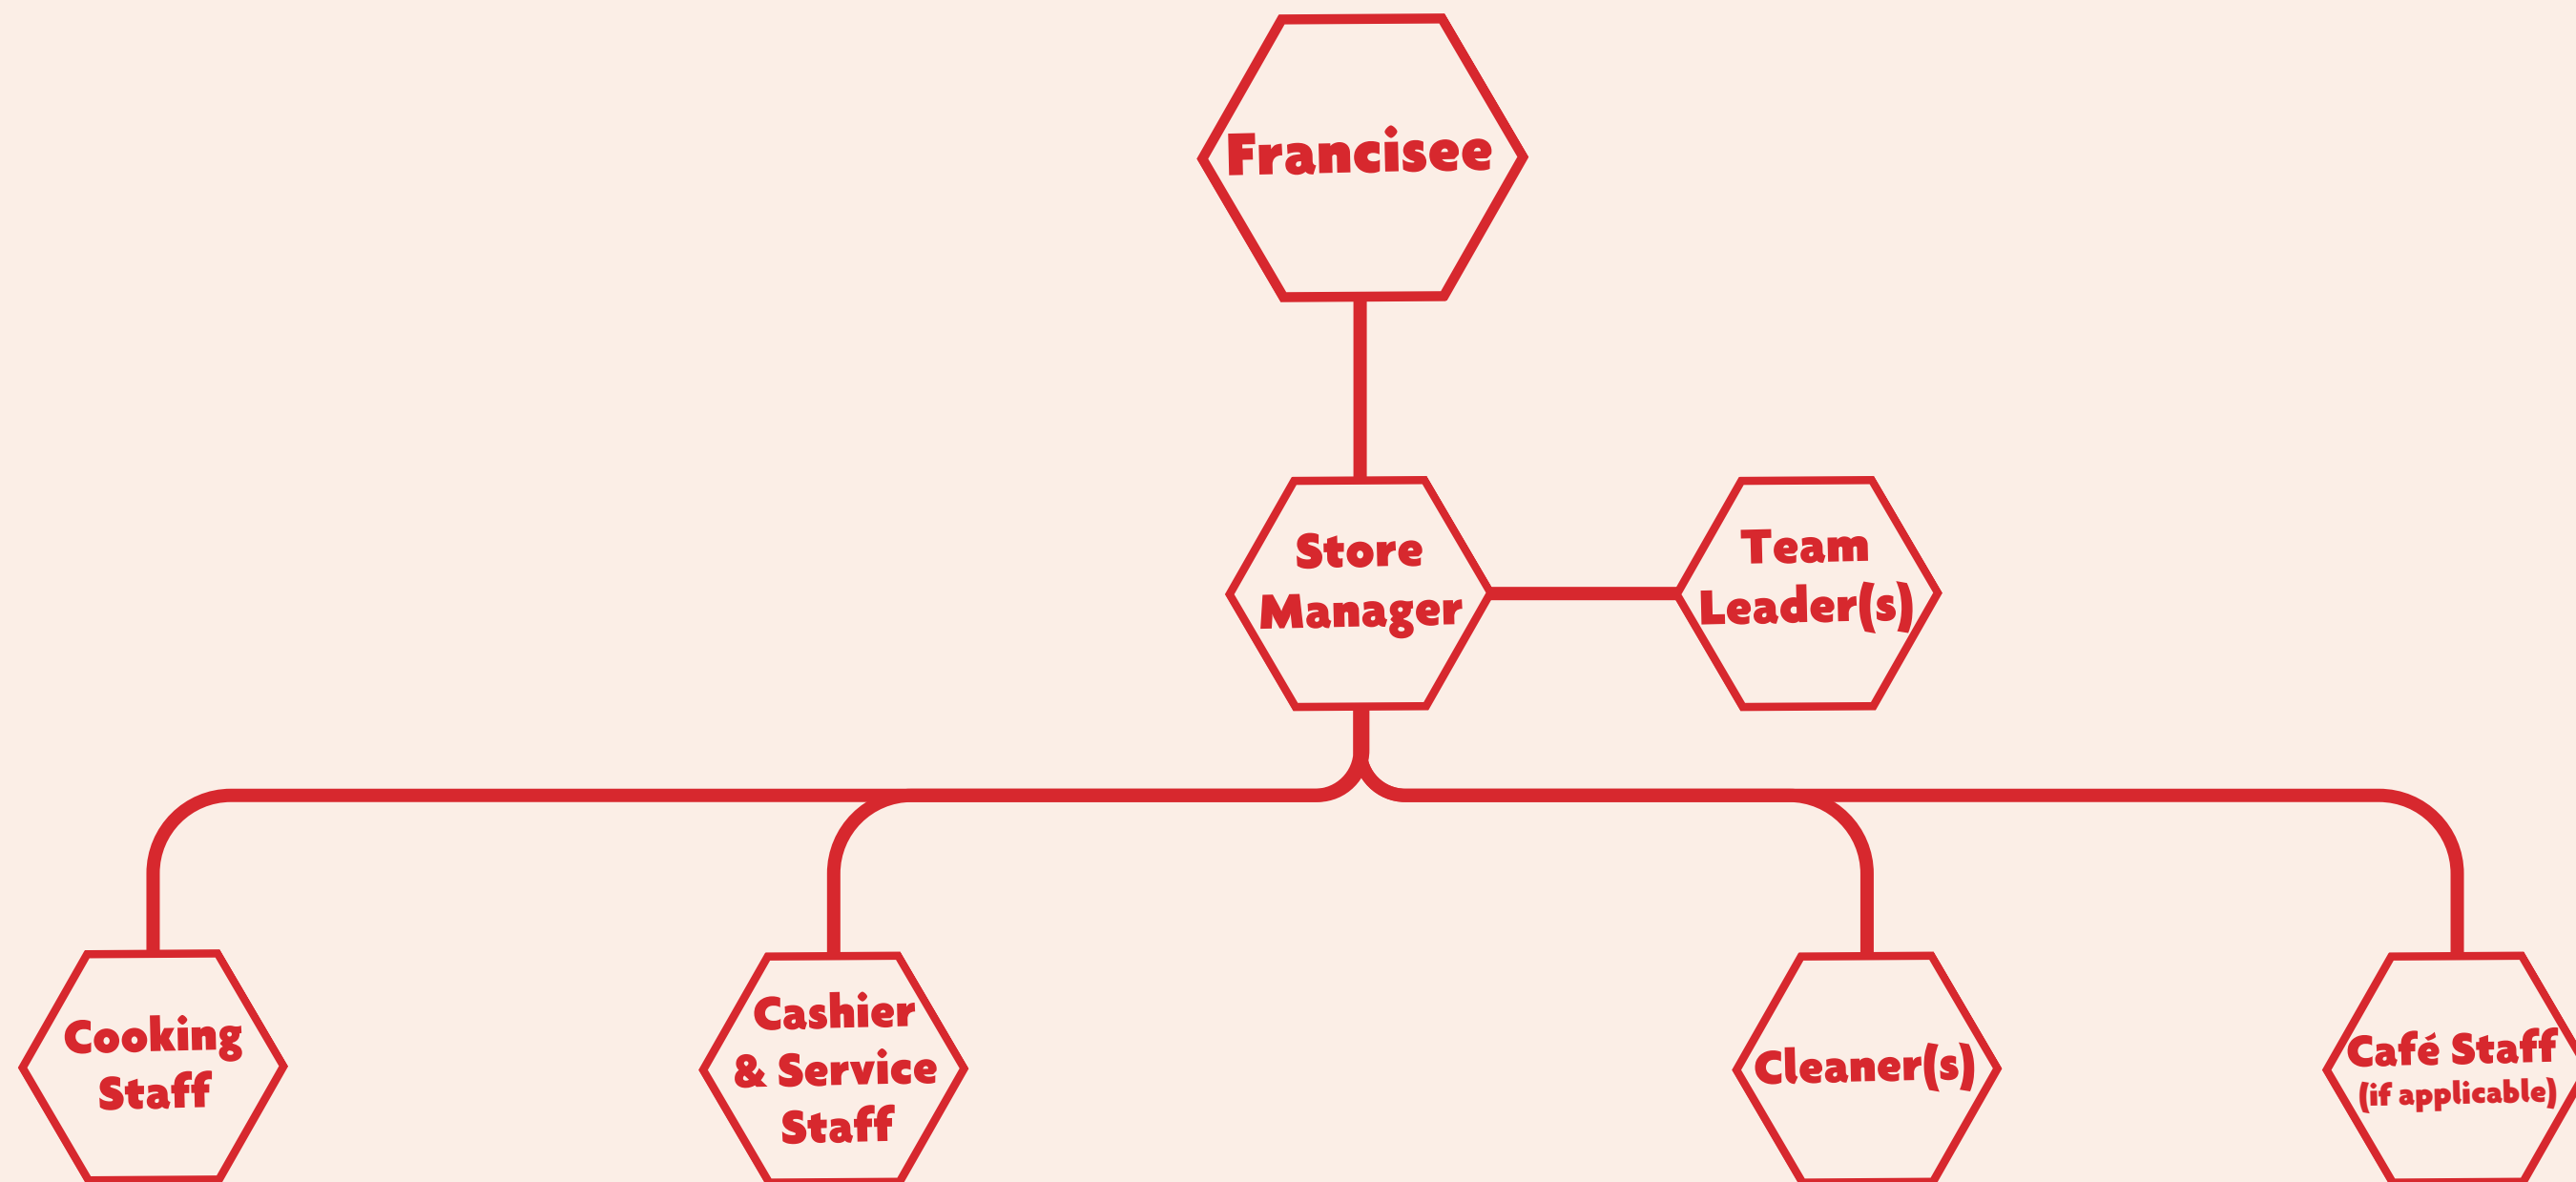 Francisee
Store
Manager
Team
Leader(s)
Cooking
Staff
Cashier
& Service
Staff
Cleaner(s)
Café Staff
(if applicable)